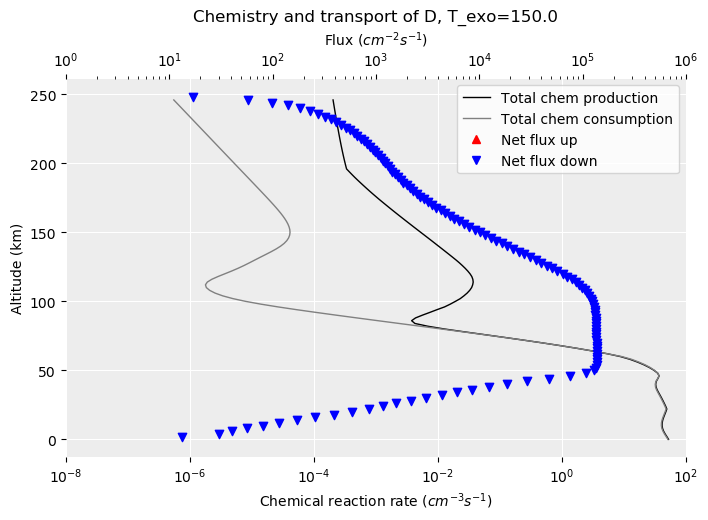 Chemistry and transport of D, T_exo=150.0
Flux (cm⁻²s⁻¹)
10⁰ 10¹ 10² 10³ 10⁴ 10⁵ 10⁶
Total chem production
Total chem consumption
Net flux up
Net flux down
Altitude (km)
250
200
150
100
50
0
10⁻⁸ 10⁻⁶ 10⁻⁴ 10⁻² 10⁰ 10²
Chemical reaction rate (cm⁻³s⁻¹)